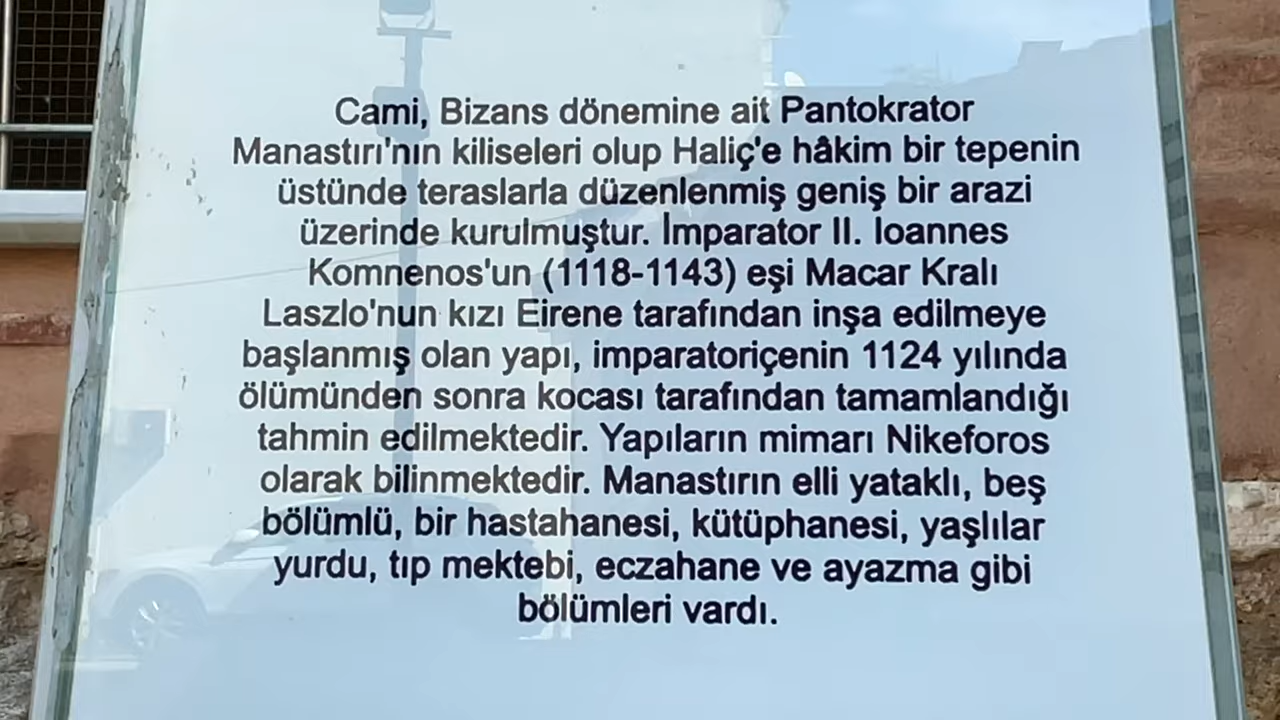 Cami, Bizans dönemine ait Pantokrator
Manastırı'nın kiliseleri olup Haliç'e hâkim bir tepenin
üstünde teraslarla düzenlenmiş geniş bir arazi
üzerinde kurulmuştur. İmparator II. Ioannes
Komnenos'un (1118-1143) eşi Macar Kralı
Laszlo'nun kızı Eirene tarafından inşa edilmeye
başlanmış olan yapı, imparatoriçenin 1124 yılında
ölümünden sonra kocası tarafından tamamlandığı
tahmin edilmektedir. Yapıların mimarı Nikeforos
olarak bilinmektedir. Manastırın elli yataklı, beş
bölümlü, bir hastahanesi, kütüphanesi, yaşlılar
yurdu, tıp mektebi, eczahane ve ayazma gibi
bölümleri vardı.